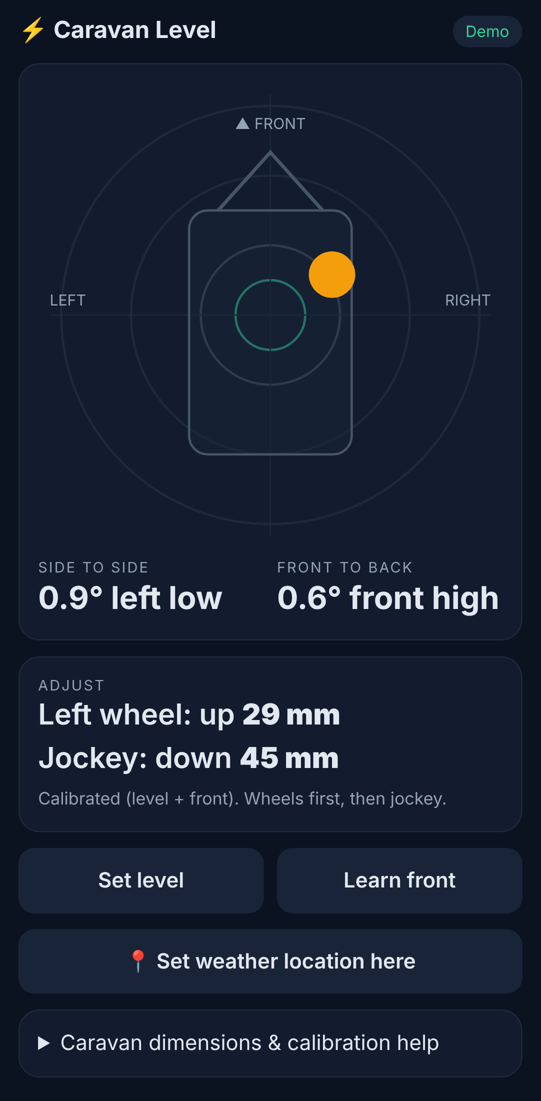 ⚡ Caravan Level
Demo
▲ FRONT
LEFT
RIGHT
SIDE TO SIDE
0.9° left low
FRONT TO BACK
0.6° front high
ADJUST
Left wheel: up 29 mm
Jockey: down 45 mm
Calibrated (level + front). Wheels first, then jockey.
Set level
Learn front
📍 Set weather location here
▶ Caravan dimensions & calibration help